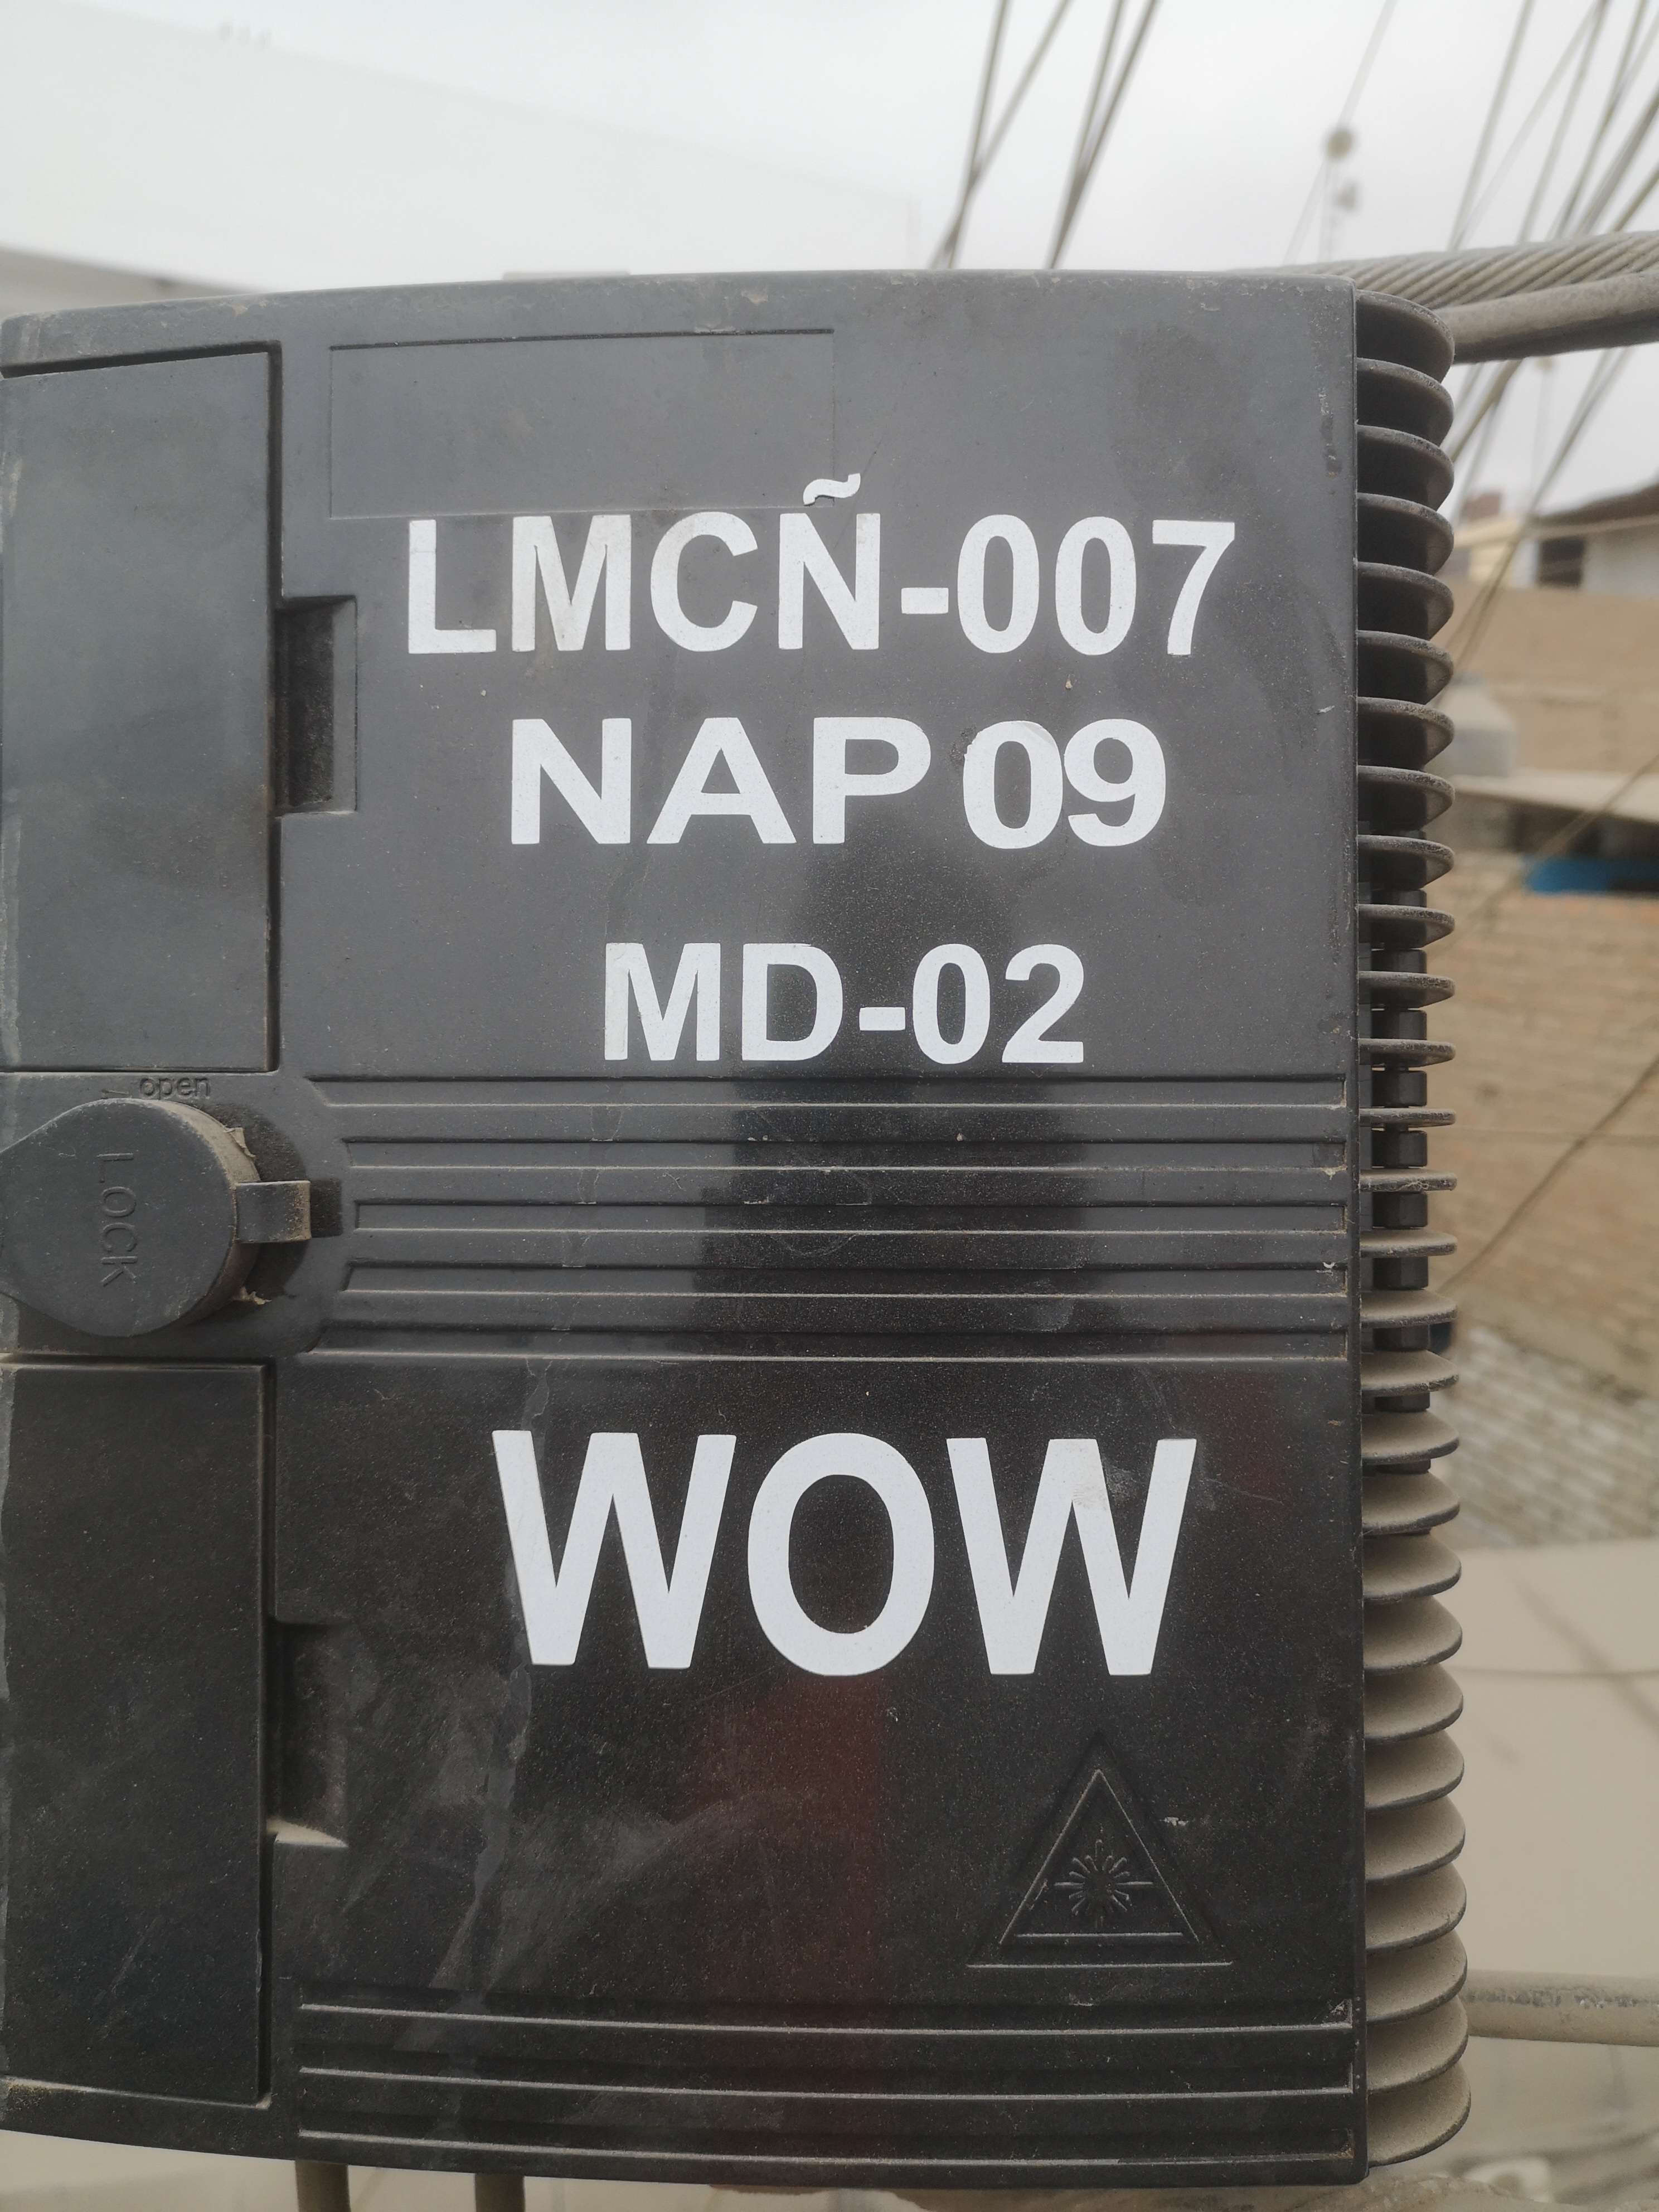 LMCÑ-007
NAP 09
MD-02
open
LOCK
WOW